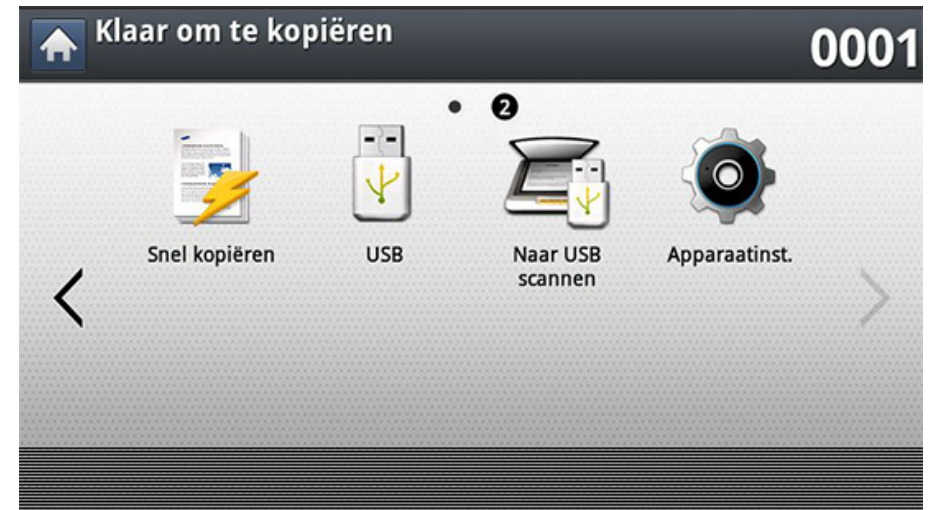 Klaar om te kopiëren
0001
2
Snel kopiëren
USB
Naar USB
scannen
Apparaatinst.